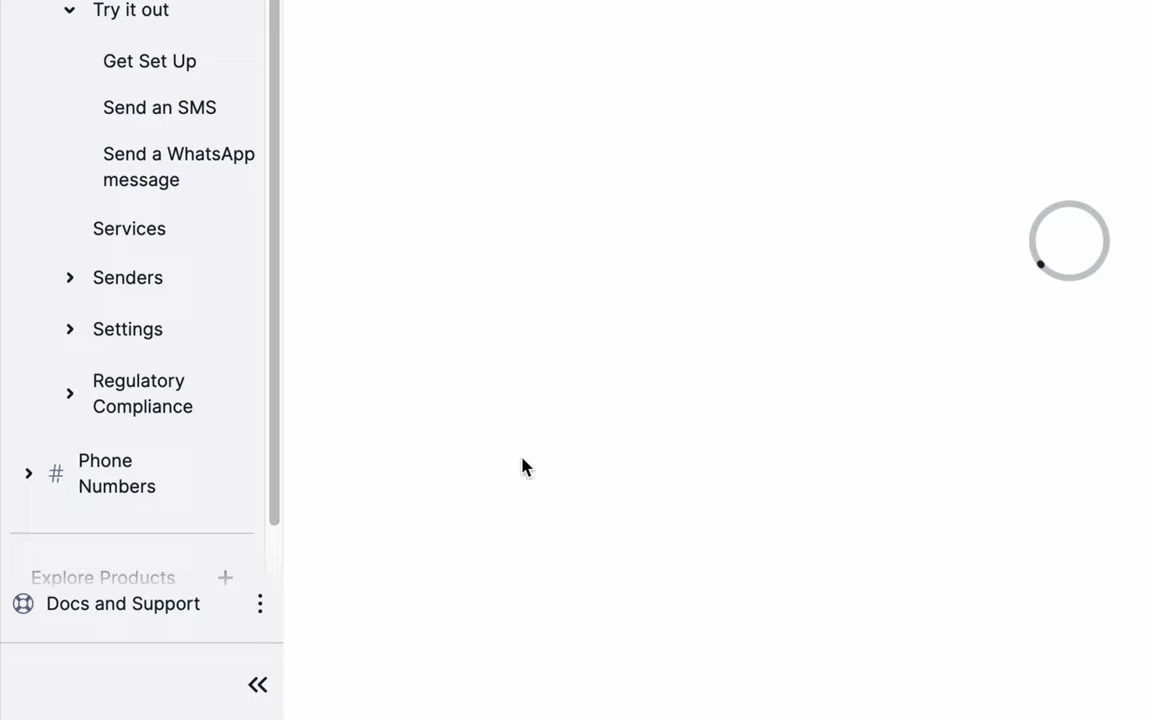 Try it out
Get Set Up
Send an SMS
Send a WhatsApp
message
Services
Senders
Settings
Regulatory
Compliance
# Phone
Numbers
Explore Products +
Docs and Support